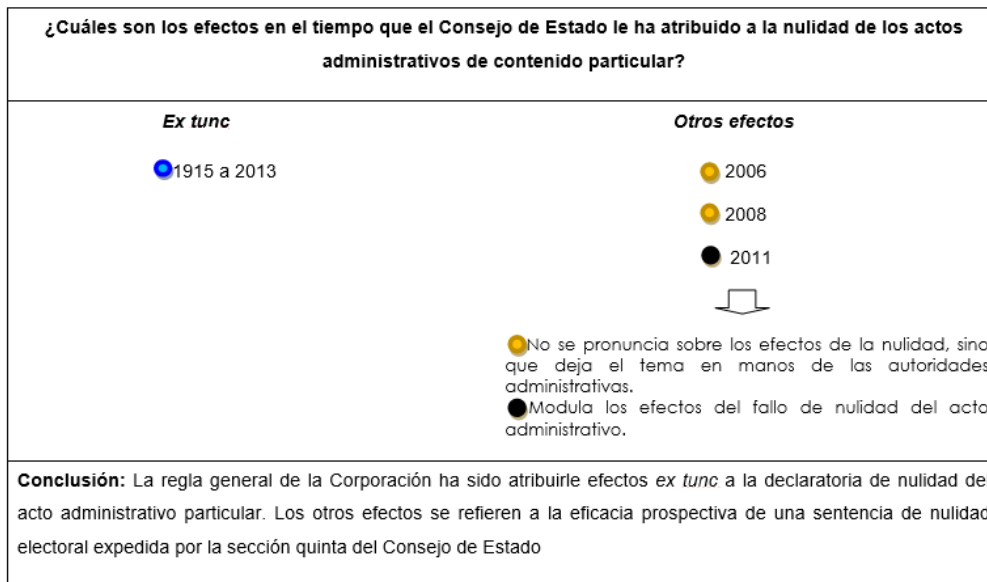 ¿Cuáles son los efectos en el tiempo que el Consejo de Estado le ha atribuido a la nulidad de los actos
administrativos de contenido particular?
Ex tunc
1915 a 2013
Otros efectos
2006
2008
2011
No se pronuncia sobre los efectos de la nulidad, sino
que deja el tema en manos de las autoridades
administrativas.
Modula los efectos del fallo de nulidad del acto
administrativo.
Conclusión: La regla general de la Corporación ha sido atribuirle efectos ex tunc a la declaratoria de nulidad del
acto administrativo particular. Los otros efectos se refieren a la eficacia prospectiva de una sentencia de nulidad
electoral expedida por la sección quinta del Consejo de Estado